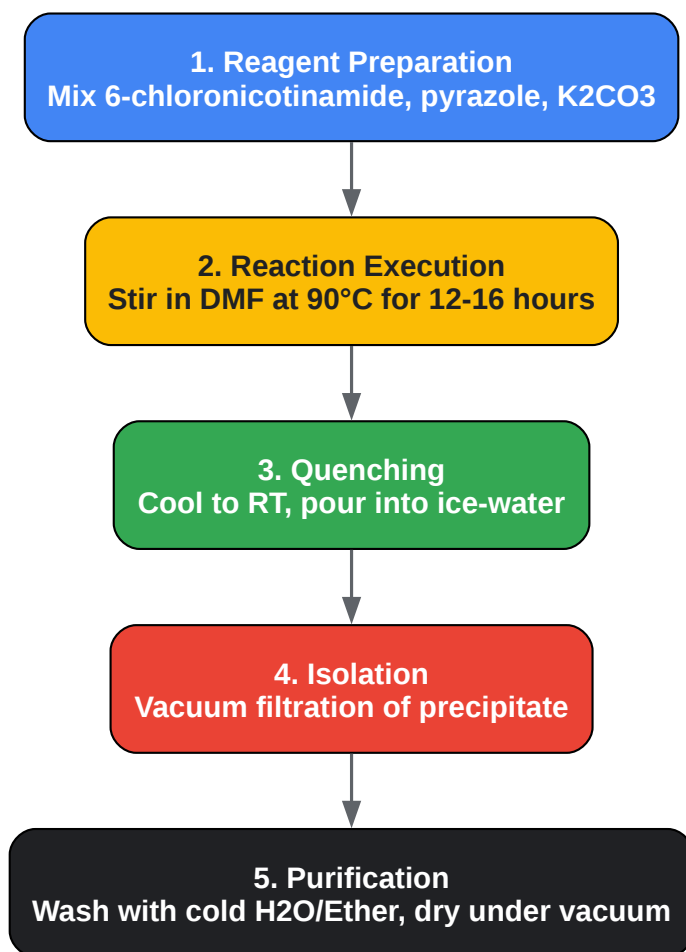 1. Reagent Preparation
Mix 6-chloronicotinamide, pyrazole, K2CO3
2. Reaction Execution
Stir in DMF at 90°C for 12-16 hours
3. Quenching
Cool to RT, pour into ice-water
4. Isolation
Vacuum filtration of precipitate
5. Purification
Wash with cold H2O/Ether, dry under vacuum